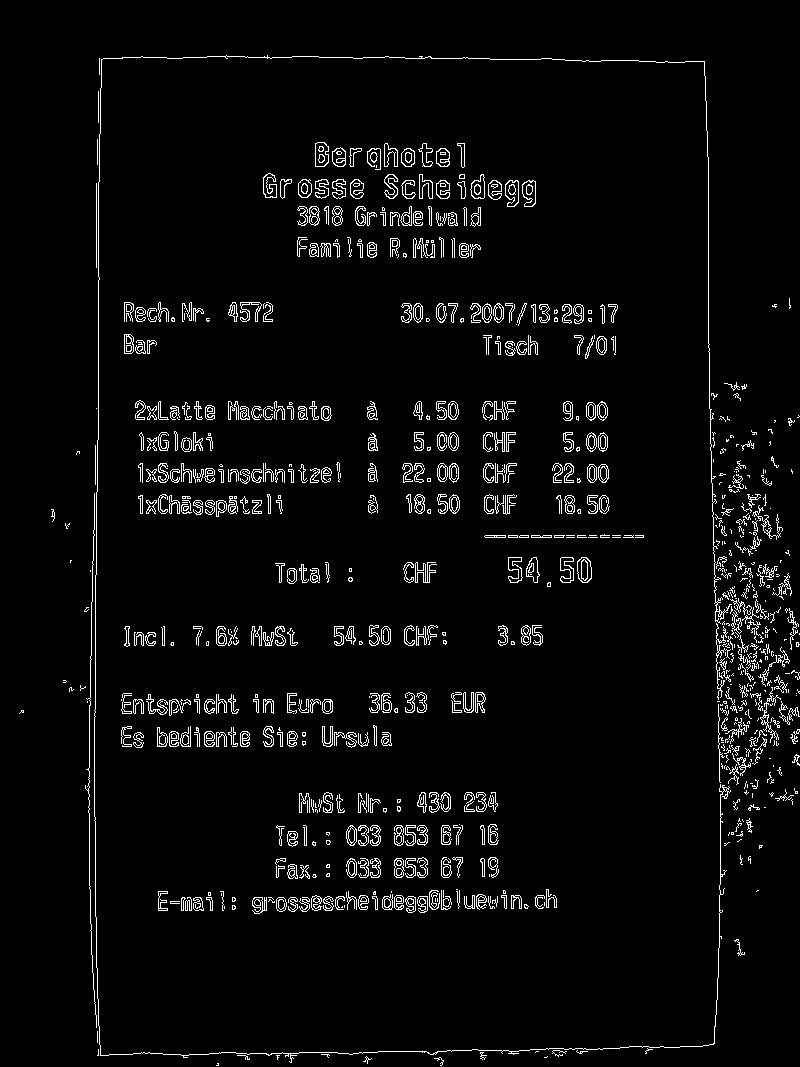 Berghotel
Grosse Scheidegg
3818 Grindelwald
Familie R.Müller
Rech.Nr. 4572 30.07.2007/13:29:17
Bar Tisch 7/01
2xLatte Macchiato à 4.50 CHF 9.00
1xGloki à 5.00 CHF 5.00
1xSchweinschnitzel à 22.00 CHF 22.00
1xChässpätzli à 18.50 CHF 18.50
Total : CHF 54.50
Incl. 7.6% MwSt 54.50 CHF: 3.85
Entspricht in Euro 36.33 EUR
Es bediente Sie: Ursula
MwSt Nr.: 430 234
Tel.: 033 853 67 16
Fax.: 033 853 67 19
E-mail: grossescheidegg@bluewin.ch